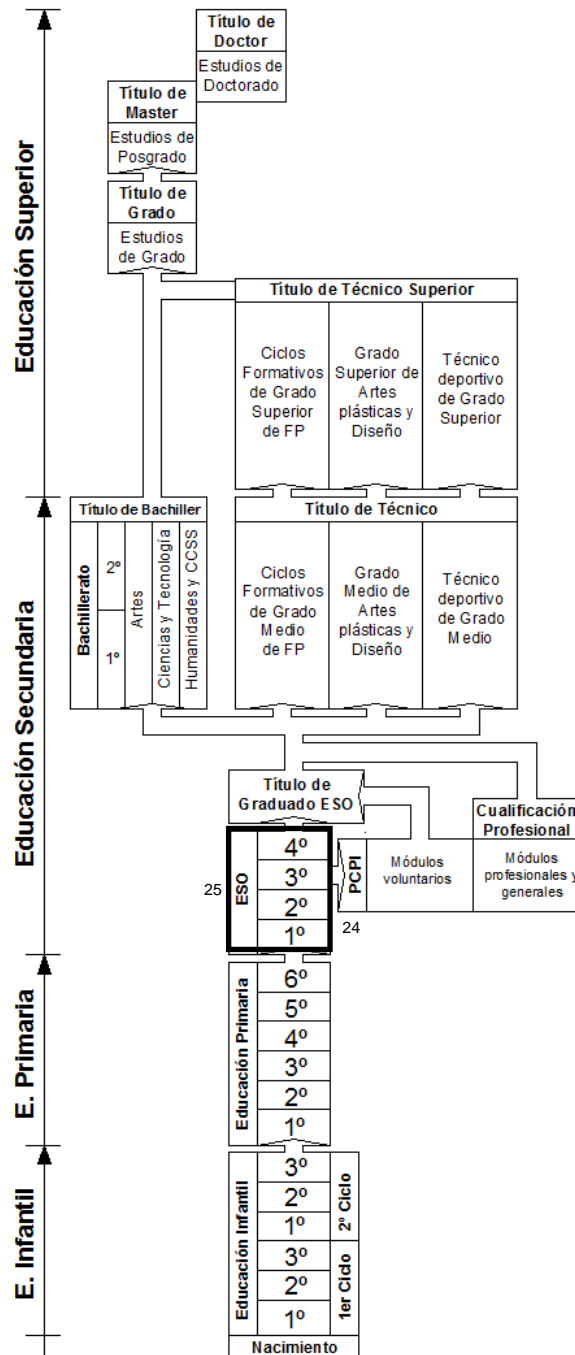 Título de
Doctor
Estudios de
Doctorado
Título de
Master
Estudios de
Posgrado
Título de
Grado
Estudios
de Grado
Educación Superior
Título de Técnico Superior
Ciclos
Formativos
de Grado
Superior
de FP
Grado
Superior de
Artes
plásticas y
Diseño
Técnico
deportivo
de Grado
Superior
Educación Secundaria
Título de Bachiller
Bachillerato
2º
1º
Artes
Ciencias y Tecnología
Humanidades y CCSS
Título de Técnico
Ciclos
Formativos
de Grado
Medio
de FP
Grado
Medio de
Artes
plásticas y
Diseño
Técnico
deportivo
de Grado
Medio
Título de
Graduado ESO
Cualificación
Profesional
25
ESO
4º
3º
2º
1º
PCPI
24
Módulos
voluntarios
Módulos
profesionales y
generales
E. Primaria
Educación Primaria
6º
5º
4º
3º
2º
1º
E. Infantil
Educación Infantil
3º
2º
1º
2º Ciclo
3º
2º
1º
1er Ciclo
Nacimiento